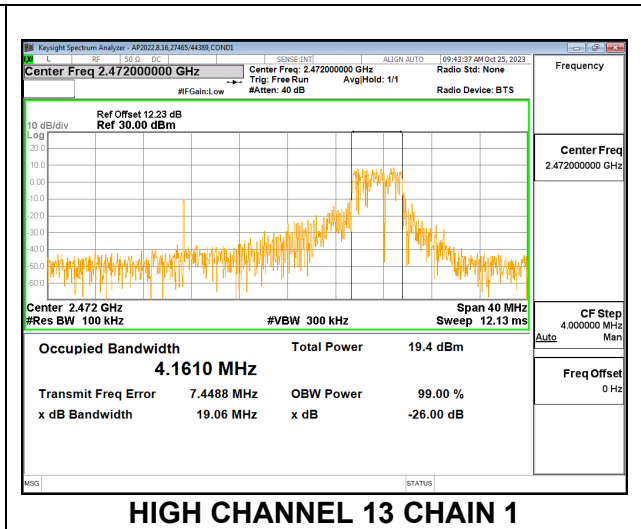 Keysight Spectrum Analyzer - AP2022.8.16,27465/44389,COND1
L RF 50 Ω DC SENSE:INT ALIGN AUTO 09:43:37 AM Oct 25, 2023
Center Freq 2.472000000 GHz
Center Freq: 2.472000000 GHz
Radio Std: None
Trig: Free Run Avg|Hold: 1/1
#IFGain:Low #Atten: 40 dB Radio Device: BTS
Frequency
Ref Offset 12.23 dB
10 dB/div Ref 30.00 dBm
Log
20.0
10.0
0.00
-10.0
-20.0
-30.0
-40.0
-50.0
-60.0
Center 2.472 GHz Span 40 MHz
#Res BW 100 kHz #VBW 300 kHz Sweep 12.13 ms
Center Freq
2.472000000 GHz
CF Step
4.000000 MHz
Auto Man
Freq Offset
0 Hz
Occupied Bandwidth Total Power 19.4 dBm
4.1610 MHz
Transmit Freq Error 7.4488 MHz OBW Power 99.00 %
x dB Bandwidth 19.06 MHz x dB -26.00 dB
MSG STATUS
HIGH CHANNEL 13 CHAIN 1